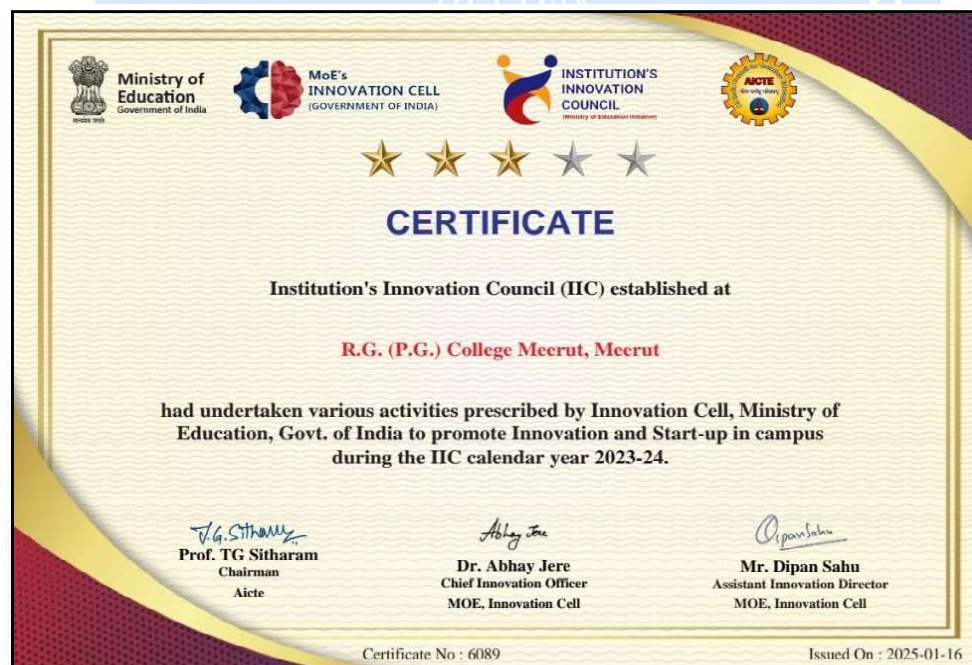 Ministry of
Education
Government of India
सत्यमेव जयते
MoE's
INNOVATION CELL
(GOVERNMENT OF INDIA)
INSTITUTION'S
INNOVATION
COUNCIL
(Ministry of Education Initiative)
AICTE
CERTIFICATE
Institution's Innovation Council (IIC) established at
R.G. (P.G.) College Meerut, Meerut
had undertaken various activities prescribed by Innovation Cell, Ministry of
Education, Govt. of India to promote Innovation and Start-up in campus
during the IIC calendar year 2023-24.
T.G. Sitharam
Prof. TG Sitharam
Chairman
Aicte
Abhay Jere
Dr. Abhay Jere
Chief Innovation Officer
MOE, Innovation Cell
Dipan Sahu
Mr. Dipan Sahu
Assistant Innovation Director
MOE, Innovation Cell
Certificate No : 6089
Issued On : 2025-01-16